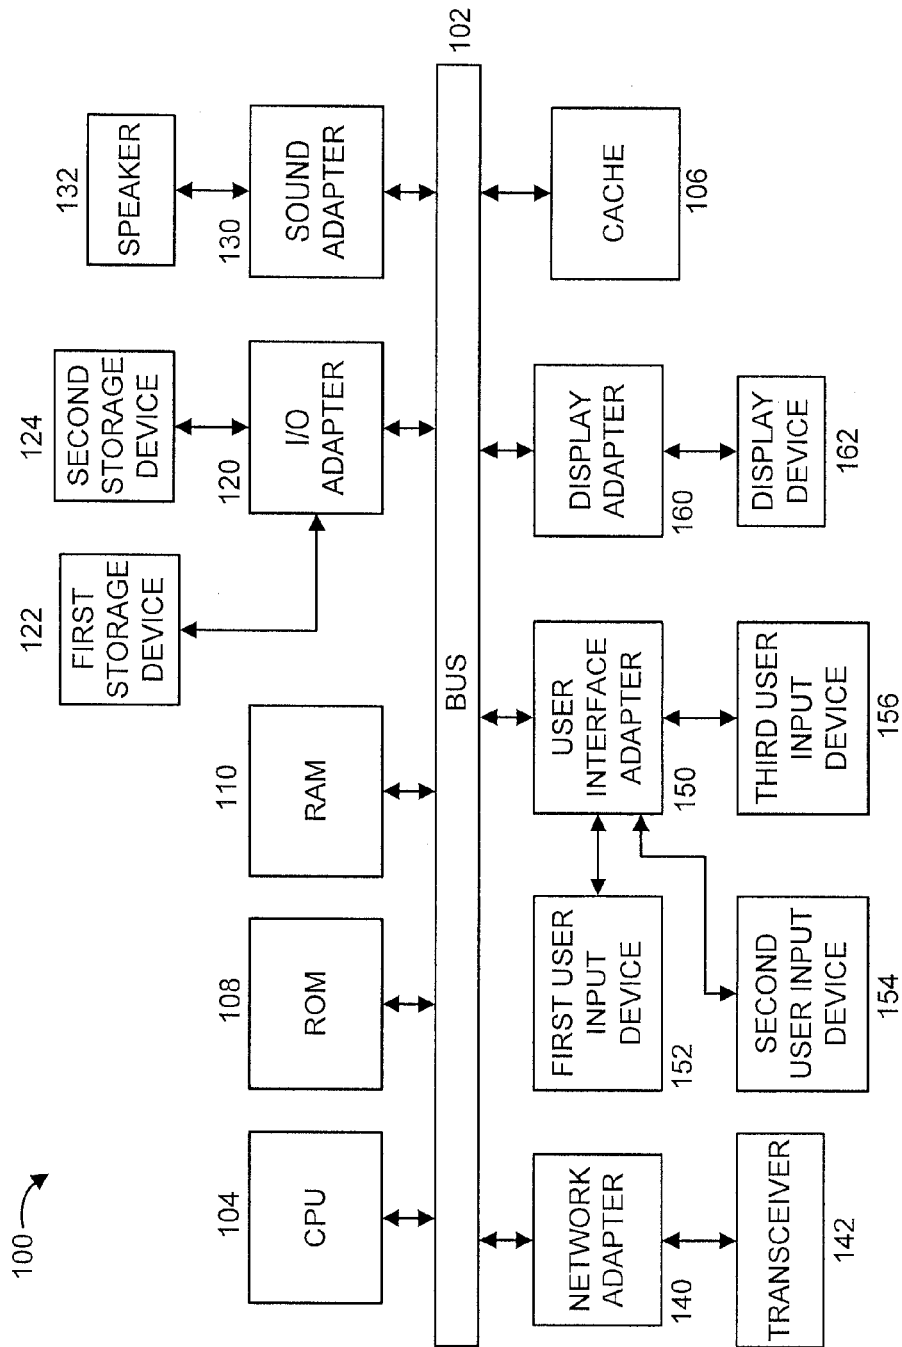 100
104
CPU
108
ROM
110
RAM
122
FIRST
STORAGE
DEVICE
124
SECOND
STORAGE
DEVICE
120
I/O
ADAPTER
132
SPEAKER
130
SOUND
ADAPTER
BUS
102
NETWORK
ADAPTER
140
TRANSCEIVER
142
FIRST USER
INPUT
DEVICE
152
SECOND
USER INPUT
DEVICE
154
USER
INTERFACE
ADAPTER
150
THIRD USER
INPUT
DEVICE
156
DISPLAY
ADAPTER
160
DISPLAY
DEVICE
162
CACHE
106